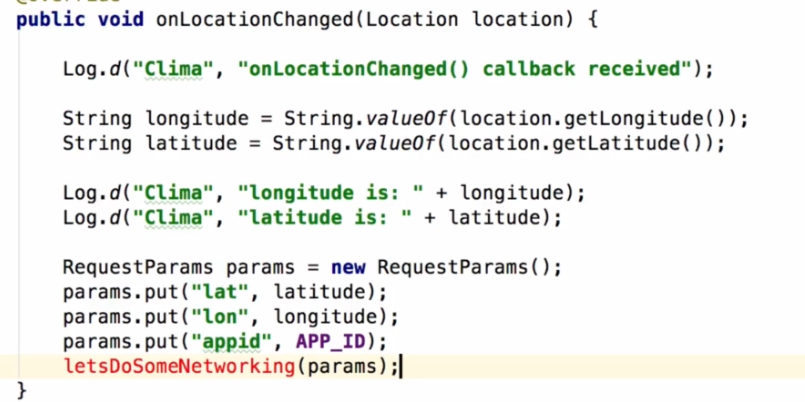 @Override
public void onLocationChanged(Location location) {
Log.d("Clima", "onLocationChanged() callback received");
String longitude = String.valueOf(location.getLongitude());
String latitude = String.valueOf(location.getLatitude());
Log.d("Clima", "longitude is: " + longitude);
Log.d("Clima", "latitude is: " + latitude);
RequestParams params = new RequestParams();
params.put("lat", latitude);
params.put("lon", longitude);
params.put("appid", APP_ID);
letsDoSomeNetworking(params);
}